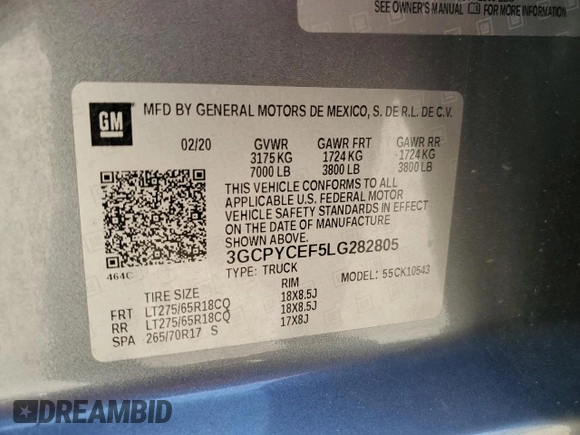 SEE OWNER'S MANUAL FOR MORE INFORMATION
GM
MFD BY GENERAL MOTORS DE MEXICO, S. DE R.L. DE C.V.
02/20 GVWR GAWR FRT GAWR RR
3175 KG 1724 KG 1724 KG
7000 LB 3800 LB 3800 LB
THIS VEHICLE CONFORMS TO ALL
APPLICABLE U.S. FEDERAL MOTOR
VEHICLE SAFETY STANDARDS IN EFFECT
ON THE DATE OF MANUFACTURE
SHOWN ABOVE.
464C 3GCPYCEF5LG282805
TYPE: TRUCK 55CK10543
TIRE SIZE RIM
FRT LT275/65R18CQ 18X8.5J
RR LT275/65R18CQ 18X8.5J
SPA 265/70R17 S 17X8J
DREAMBID